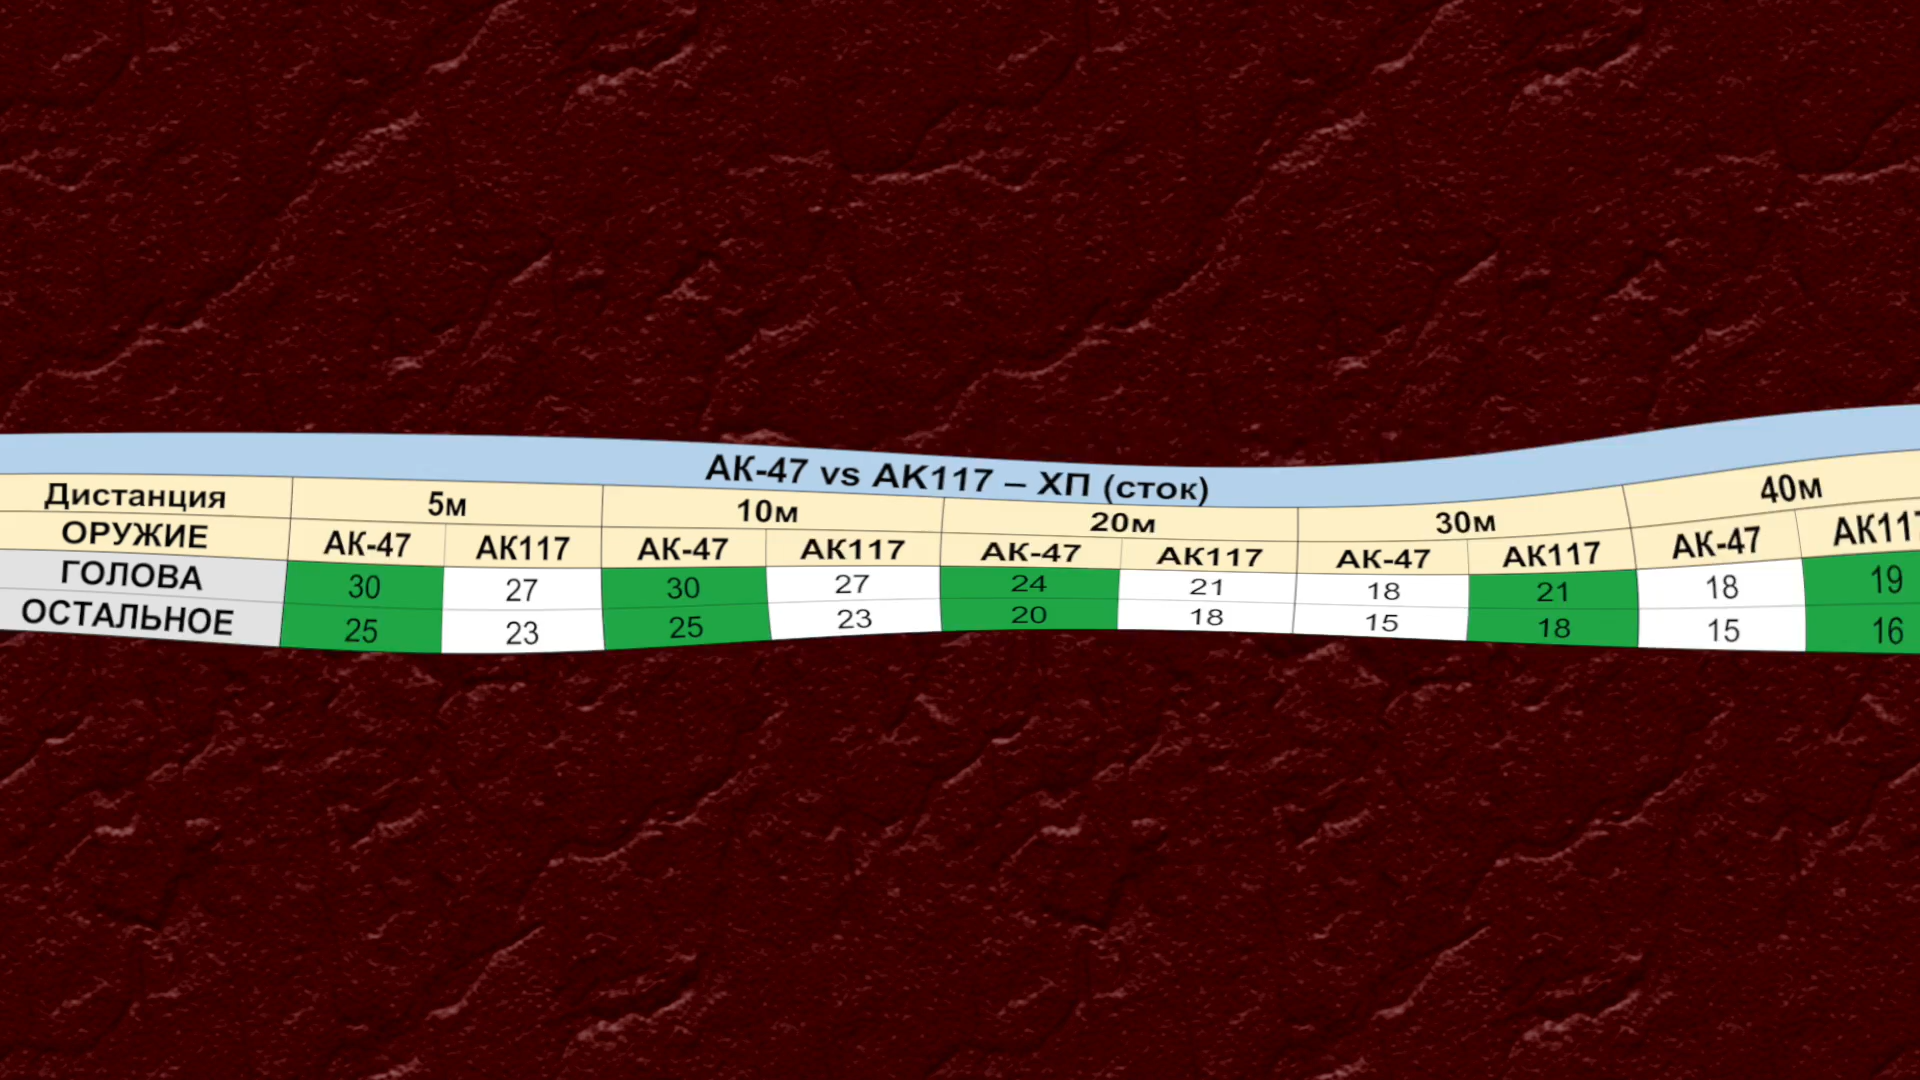 АК-47 vs АК117 – ХП (сток)
Дистанция 5м 10м 20м 30м 40м
ОРУЖИЕ АК-47 АК117 АК-47 АК117 АК-47 АК117 АК-47 АК117 АК-47 АК117
ГОЛОВА 30 27 30 27 24 21 18 21 18 19
ОСТАЛЬНОЕ 25 23 25 23 20 18 15 18 15 16